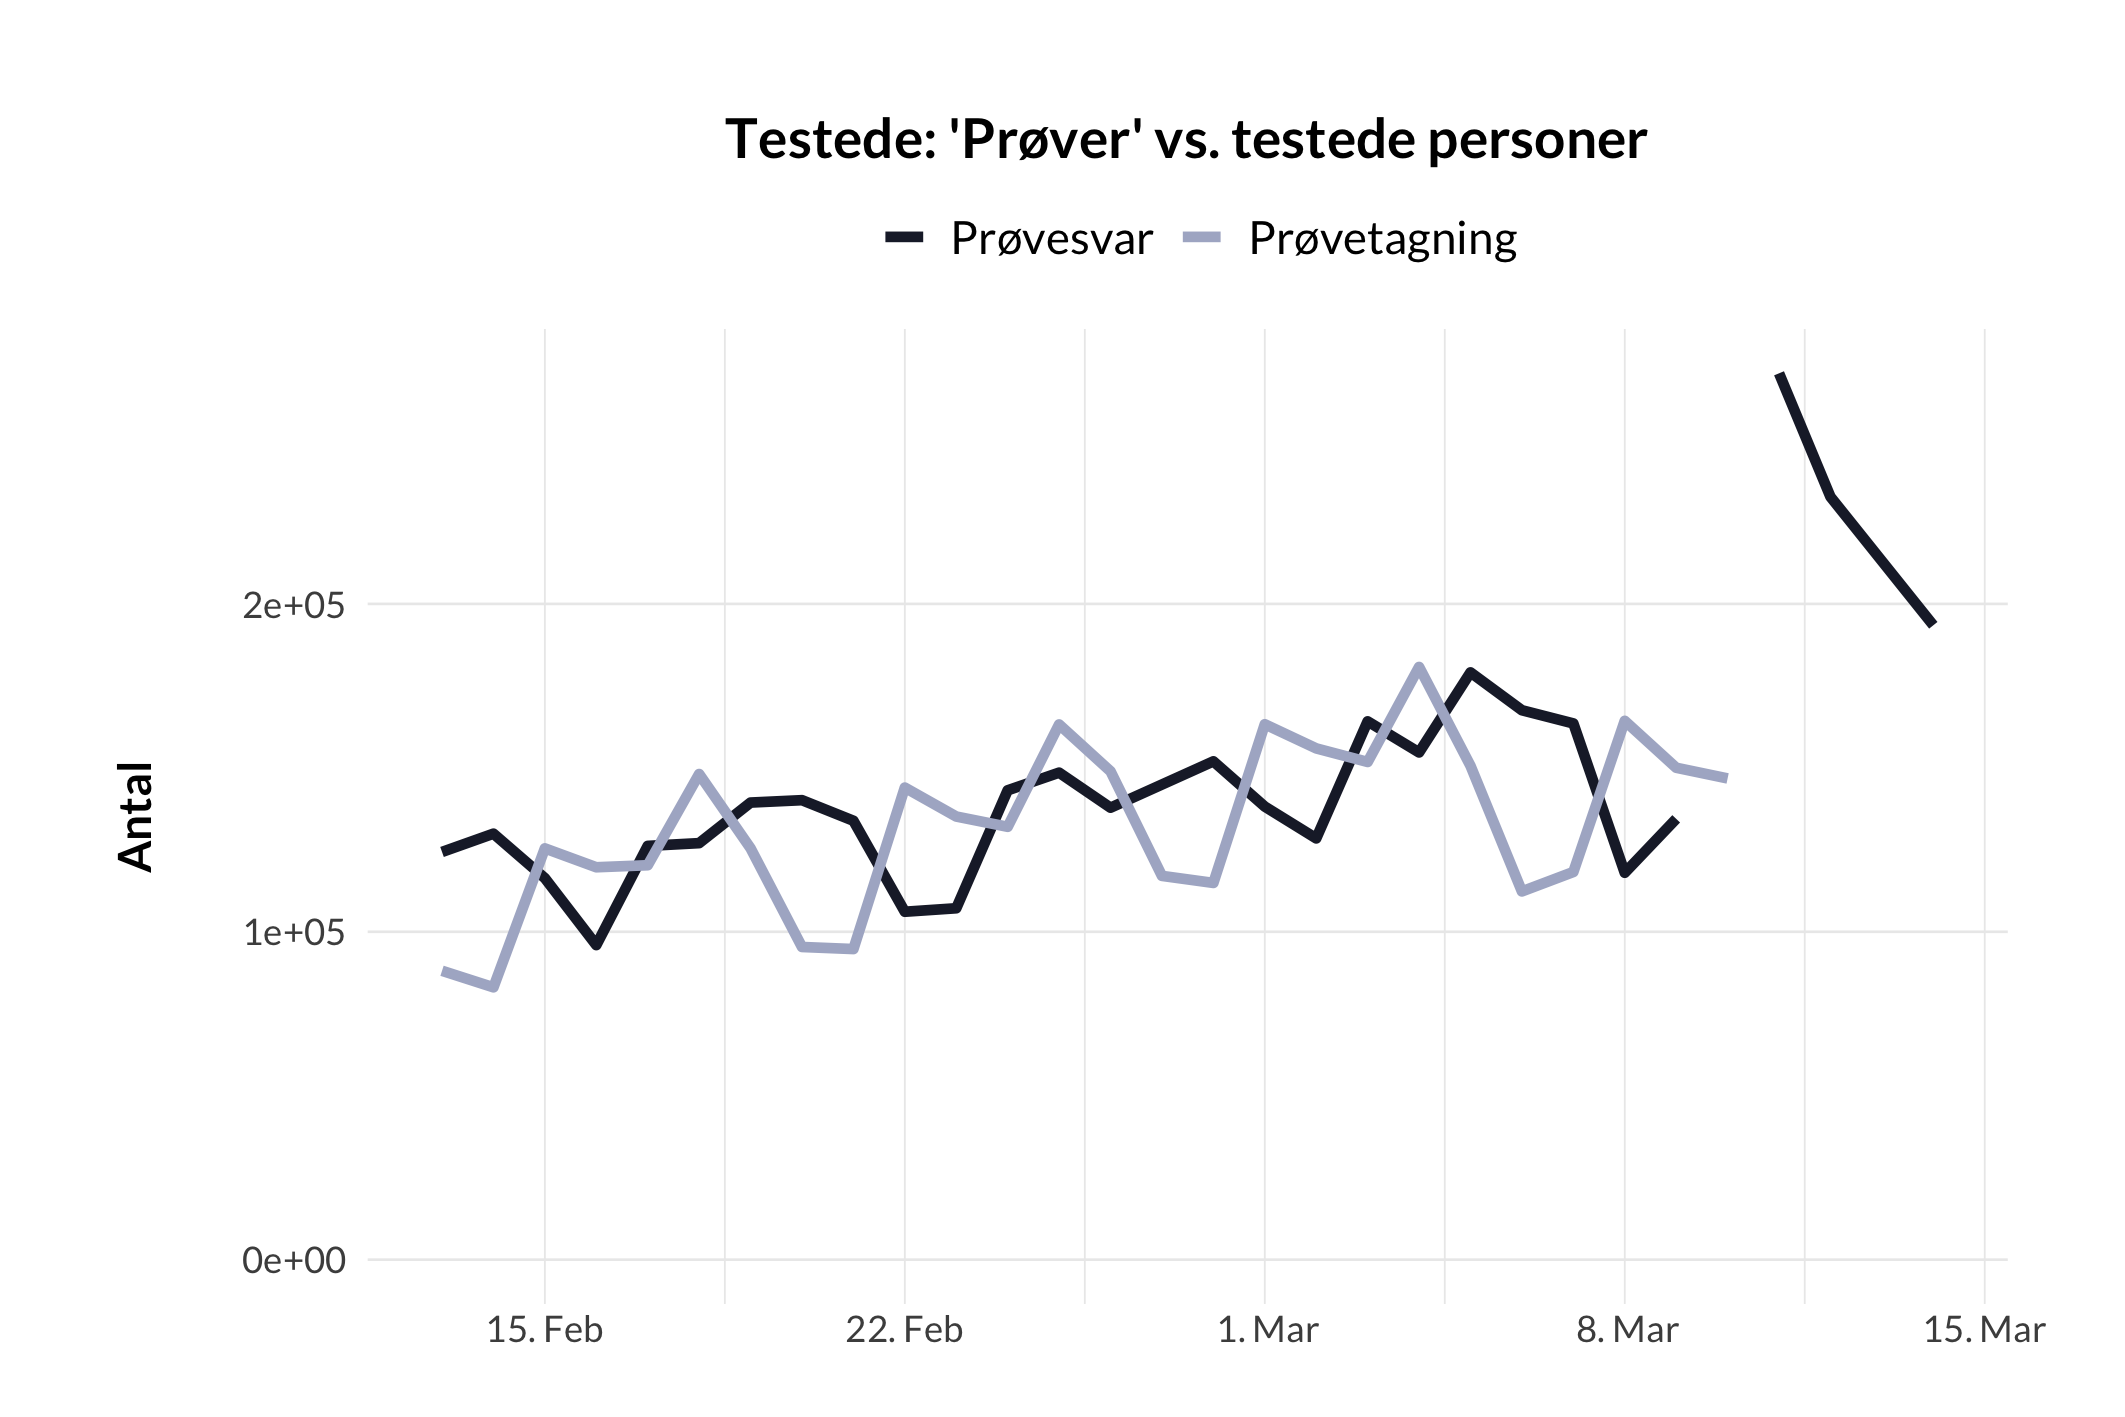 Testede: 'Prøver' vs. testede personer
Prøvesvar Prøvetagning
Antal
2e+05
1e+05
0e+00
15. Feb 22. Feb 1. Mar 8. Mar 15. Mar